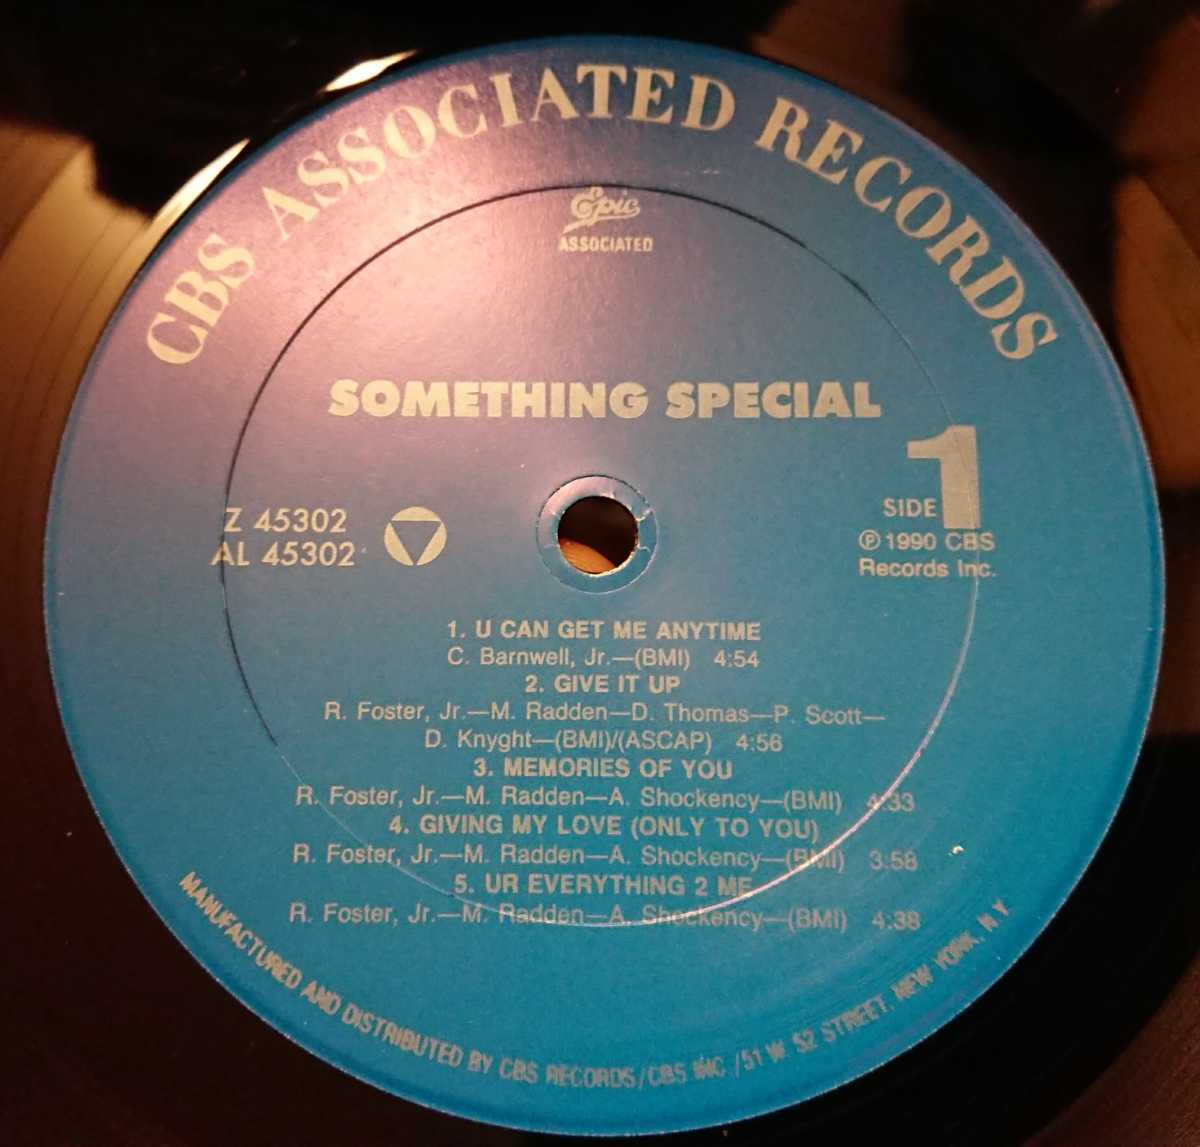 CBS ASSOCIATED RECORDS
Epic
ASSOCIATED
SOMETHING SPECIAL
Z 45302
AL 45302
SIDE 1
Ⓟ 1990 CBS
Records Inc.
1. U CAN GET ME ANYTIME
C. Barnwell, Jr.—(BMI) 4:54
2. GIVE IT UP
R. Foster, Jr.—M. Radden—D. Thomas—P. Scott—
D. Knyght—(BMI)/(ASCAP) 4:56
3. MEMORIES OF YOU
R. Foster, Jr.—M. Radden—A. Shockency—(BMI) 4:33
4. GIVING MY LOVE (ONLY TO YOU)
R. Foster, Jr.—M. Radden—A. Shockency—(BMI) 3:58
5. UR EVERYTHING 2 ME
R. Foster, Jr.—M. Radden—A. Shockency—(BMI) 4:38
MANUFACTURED AND DISTRIBUTED BY CBS RECORDS/CBS INC./51 W. 52 STREET, NEW YORK, N.Y.